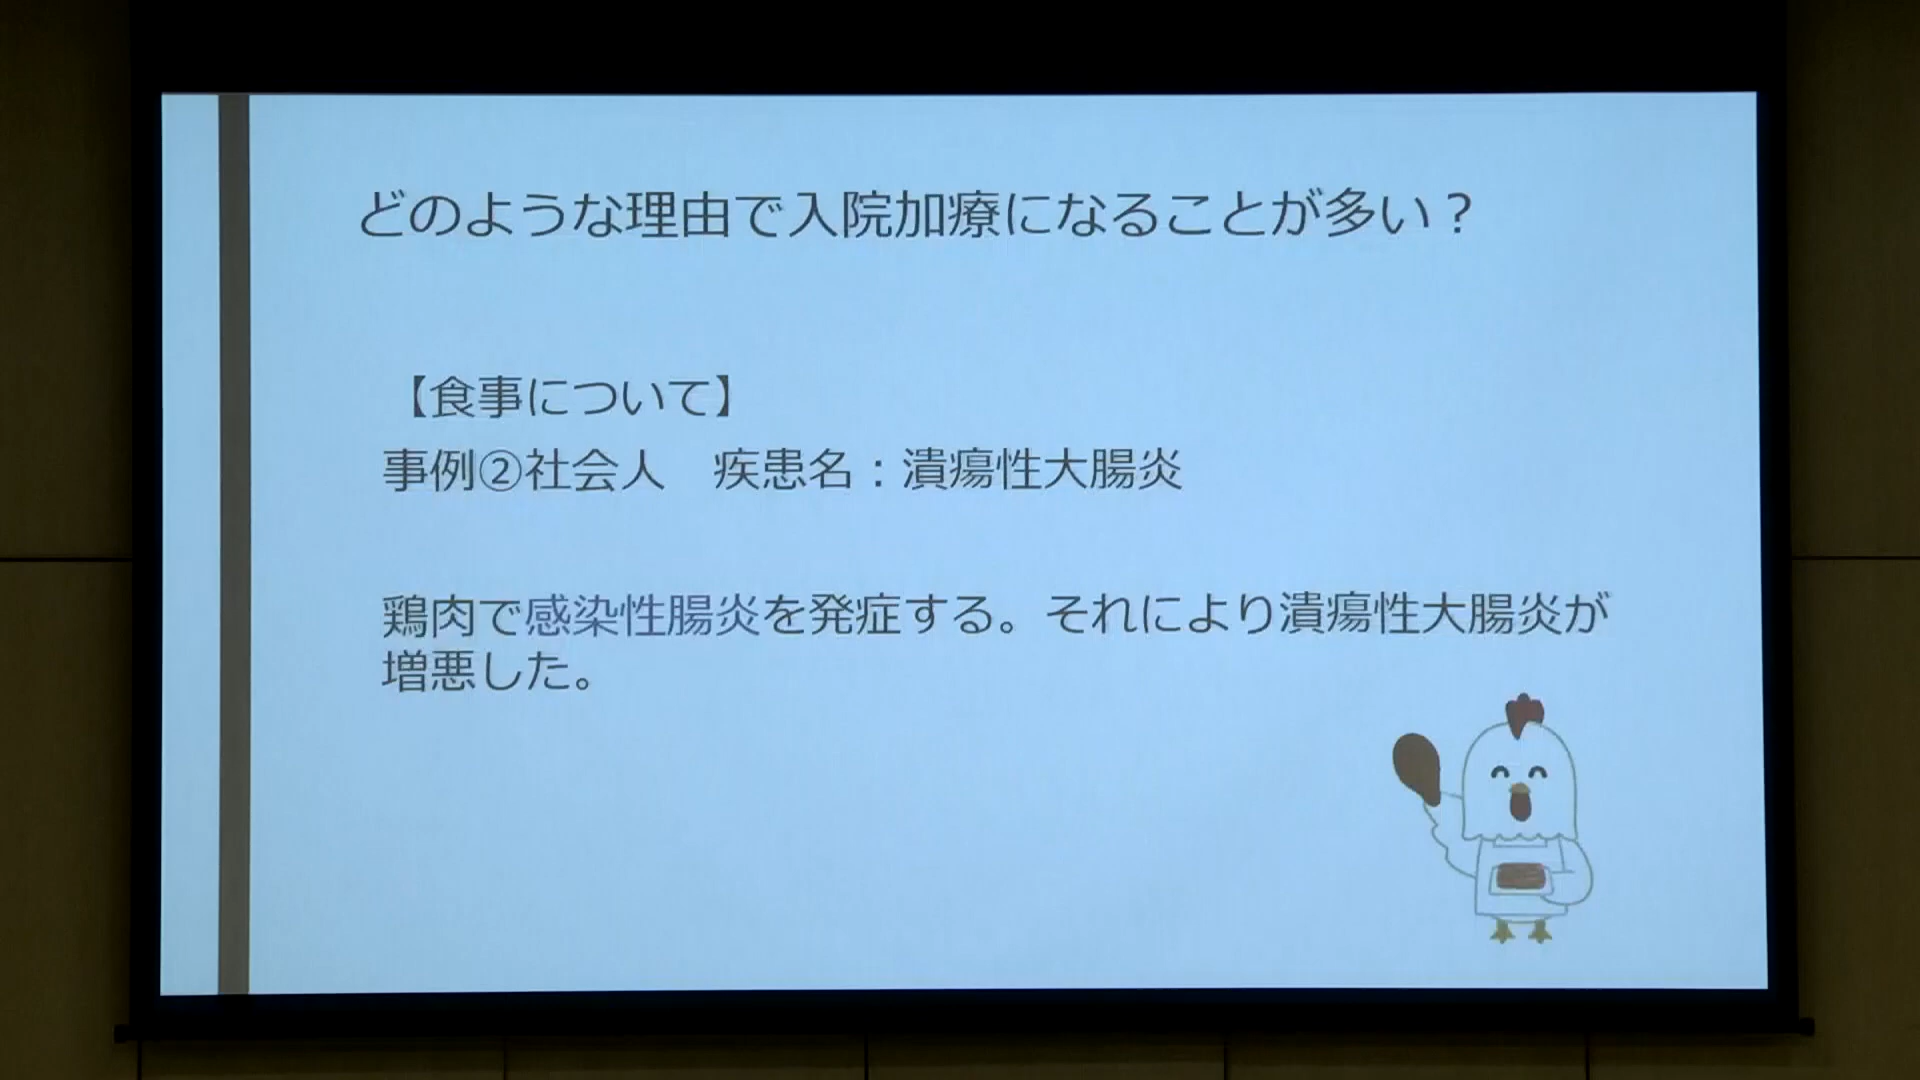 どのような理由で入院加療になることが多い？
【食事について】
事例②社会人　疾患名：潰瘍性大腸炎
鶏肉で感染性腸炎を発症する。それにより潰瘍性大腸炎が
増悪した。